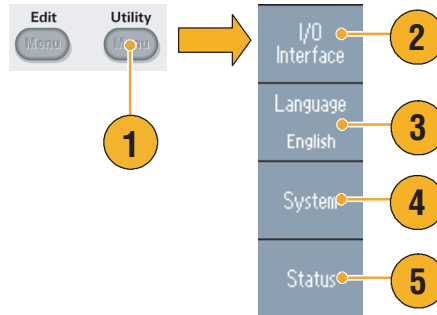 Edit
Utility
Menu
Menu
1
I/O
Interface
2
Language
English
3
System
4
Status
5